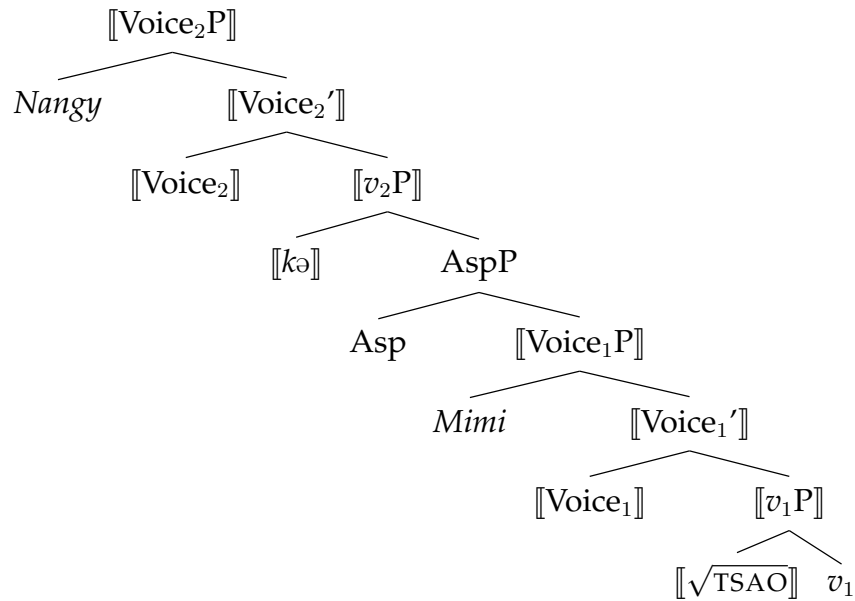 ⟦Voice₂P⟧
Nangy ⟦Voice₂’⟧
⟦Voice₂⟧ ⟦v₂P⟧
⟦kə⟧ AspP
Asp ⟦Voice₁P⟧
Mimi ⟦Voice₁’⟧
⟦Voice₁⟧ ⟦v₁P⟧
⟦√TSAO⟧ v₁